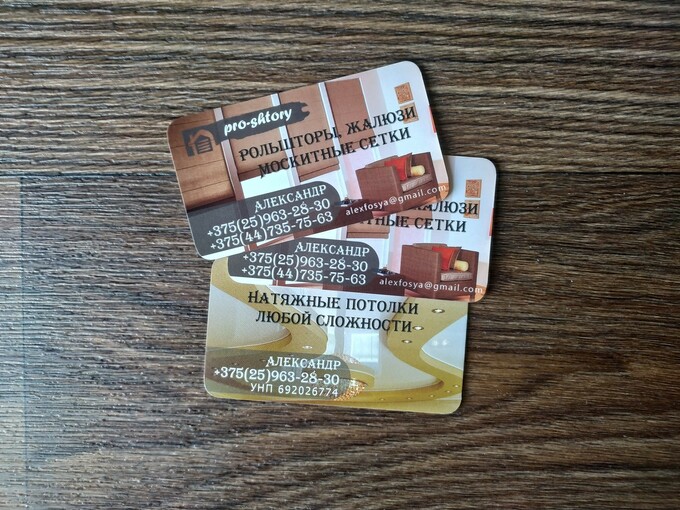 pro-shtory
РОЛЬШТОРЫ, ЖАЛЮЗИ
МОСКИТНЫЕ СЕТКИ
АЛЕКСАНДР
+375(25)963-28-30
+375(44)735-75-63
alexfosya@gmail.com
ЖАЛЮЗИ
СЕТКИ
АЛЕКСАНДР
+375(25)963-28-30
+375(44)735-75-63
alexfosya@gmail.com
НАТЯЖНЫЕ ПОТОЛКИ
ЛЮБОЙ СЛОЖНОСТИ
АЛЕКСАНДР
+375(25)963-28-30
УНП 692026774